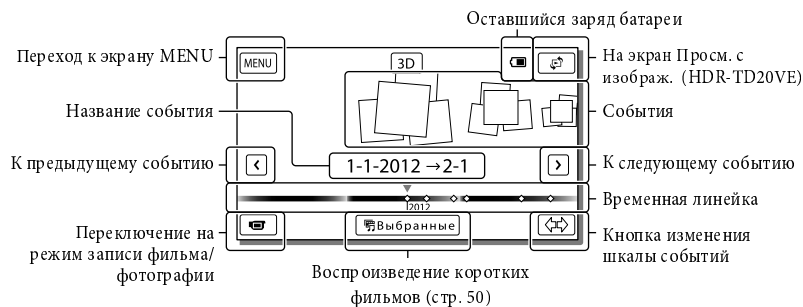 Оставшийся заряд батареи
Переход к экрану MENU
MENU
3D
На экран Просм. с
изображ. (HDR-TD20VE)
Название события
События
К предыдущему событию
1-1-2012 →2-1
К следующему событию
2012
Временная линейка
Переключение на
режим записи фильма/
фотографии
Выбранные
Кнопка изменения
шкалы событий
Воспроизведение коротких
фильмов (стр. 50)